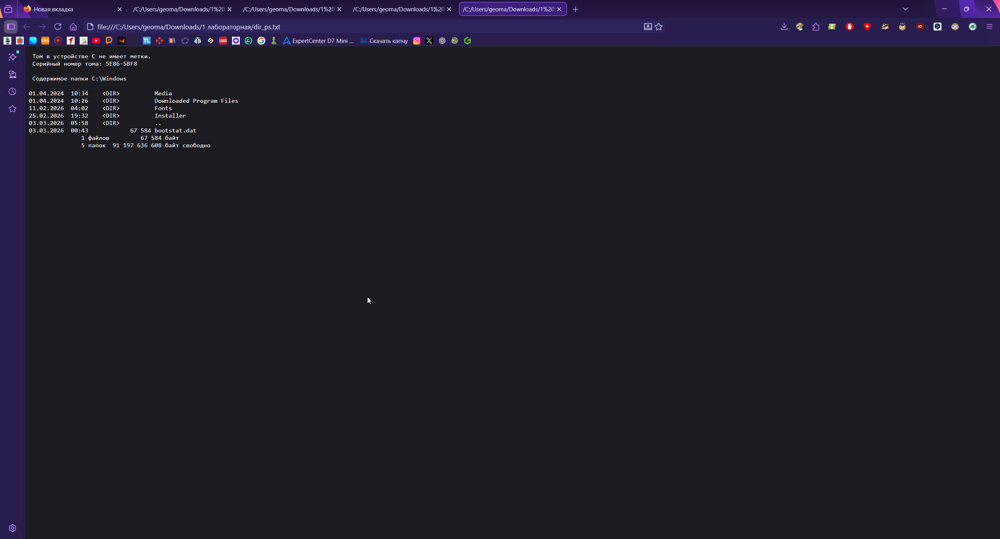 Новая вкладка
/C:/Users/geoma/Downloads/1%20
/C:/Users/geoma/Downloads/1%20
/C:/Users/geoma/Downloads/1%20
/C:/Users/geoma/Downloads/1%20
file:///C:/Users/geoma/Downloads/1 лабораторная/dir_ps.txt
DNS
TL
ExpertCenter D7 Mini ...
Скачать капчу
Том в устройстве C не имеет метки.
Серийный номер тома: 5E86-5BF8
Содержимое папки C:\Windows
01.04.2024  10:34    <DIR>          Media
01.04.2024  10:26    <DIR>          Downloaded Program Files
11.02.2026  04:02    <DIR>          Fonts
25.02.2026  19:32    <DIR>          Installer
03.03.2026  05:58    <DIR>          ..
03.03.2026  00:43            67 584 bootstat.dat
1 файлов         67 584 байт
5 папок  91 197 636 608 байт свободно